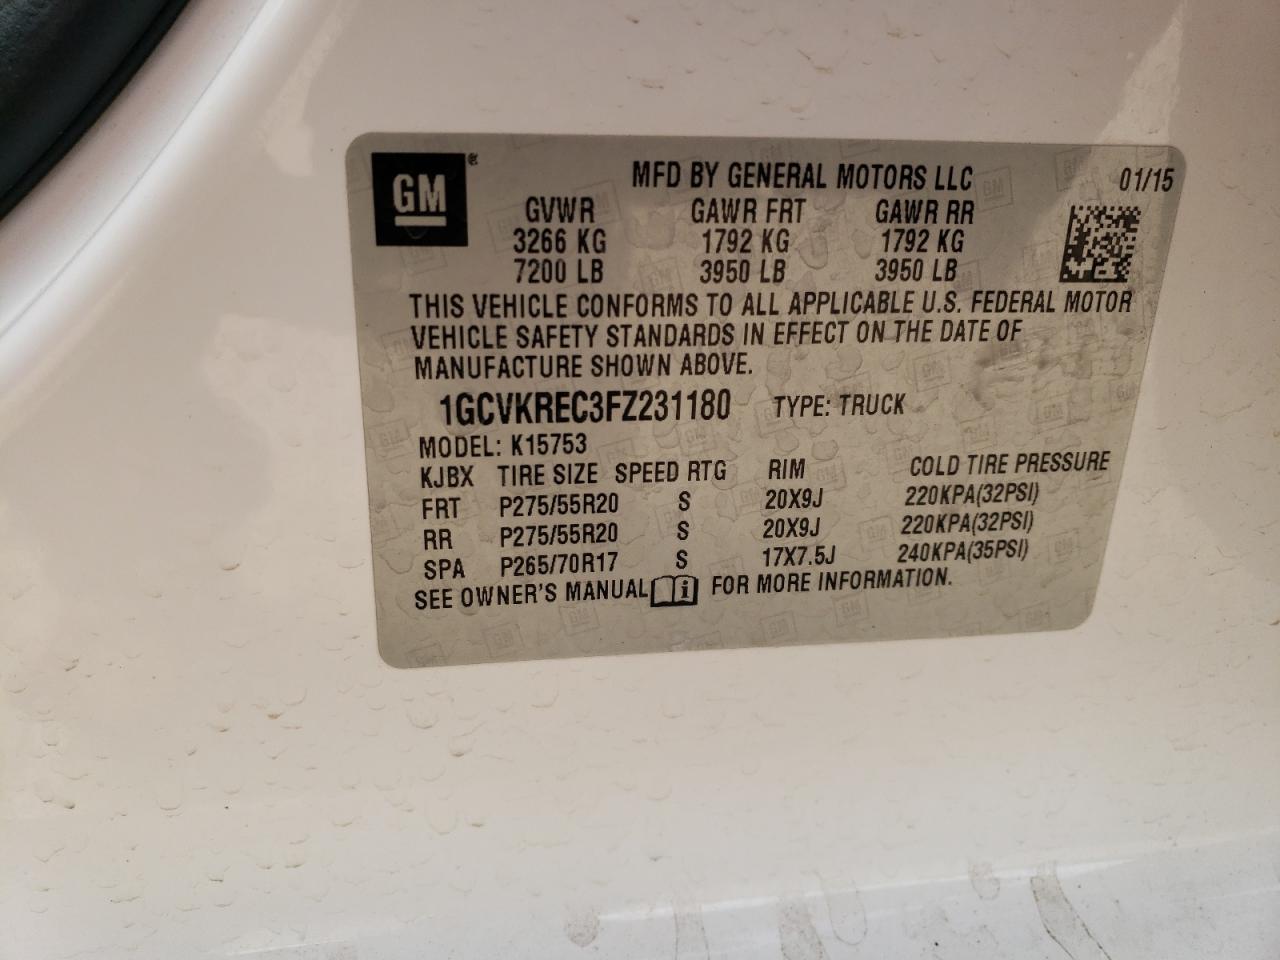 GM®
MFD BY GENERAL MOTORS LLC 01/15
GVWR GAWR FRT GAWR RR
3266 KG 1792 KG 1792 KG
7200 LB 3950 LB 3950 LB
THIS VEHICLE CONFORMS TO ALL APPLICABLE U.S. FEDERAL MOTOR
VEHICLE SAFETY STANDARDS IN EFFECT ON THE DATE OF
MANUFACTURE SHOWN ABOVE.
1GCVKREC3FZ231180 TYPE: TRUCK
MODEL: K15753
KJBX TIRE SIZE SPEED RTG RIM COLD TIRE PRESSURE
FRT P275/55R20 S 20X9J 220KPA(32PSI)
RR P275/55R20 S 20X9J 220KPA(32PSI)
SPA P265/70R17 S 17X7.5J 240KPA(35PSI)
SEE OWNER'S MANUAL i FOR MORE INFORMATION.